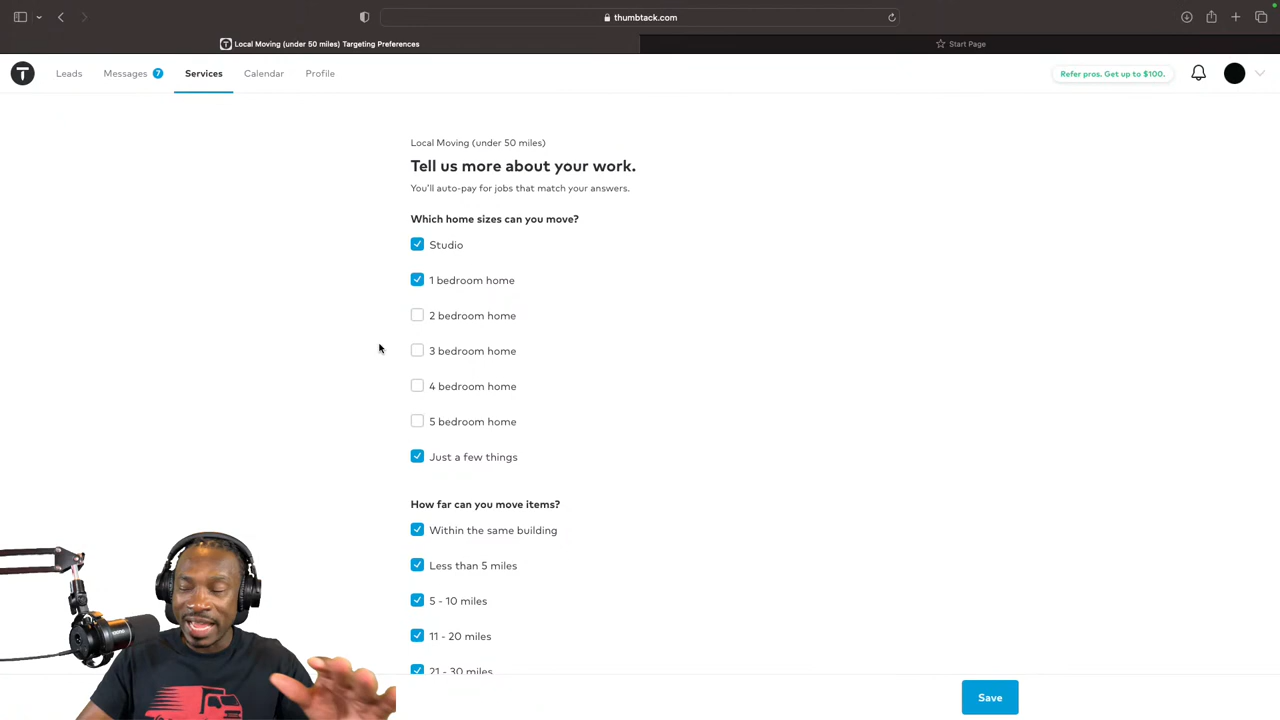 thumbtack.com
Local Moving (under 50 miles) Targeting Preferences
Start Page
Leads
Messages 7
Services
Calendar
Profile
Refer pros. Get up to $100.
Local Moving (under 50 miles)
Tell us more about your work.
You'll auto-pay for jobs that match your answers.
Which home sizes can you move?
Studio
1 bedroom home
2 bedroom home
3 bedroom home
4 bedroom home
5 bedroom home
Just a few things
How far can you move items?
Within the same building
Less than 5 miles
5 - 10 miles
11 - 20 miles
21 - 30 miles
Save